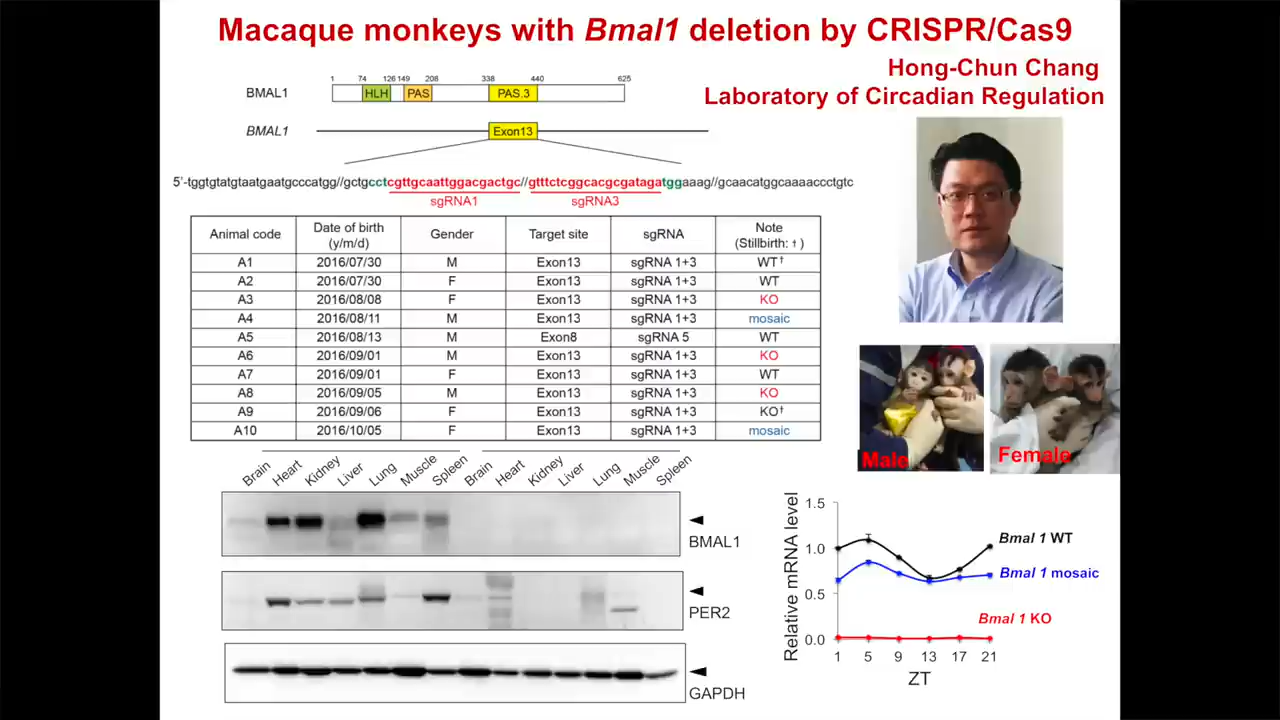 Macaque monkeys with Bmal1 deletion by CRISPR/Cas9
Hong-Chun Chang
Laboratory of Circadian Regulation
1 74 126 149 208 338 440 625
BMAL1 HLH PAS PAS.3
BMAL1 Exon13
5'-tggtgtatgtaatgaatgcccatgg//gctgcctcgttgcaattggacgactgc//gtttctcggcacgcgatagatggaaag//gcaacatggcaaaaccctgtc
sgRNA1 sgRNA3
Animal code Date of birth (y/m/d) Gender Target site sgRNA Note (Stillbirth: †)
A1 2016/07/30 M Exon13 sgRNA 1+3 WT†
A2 2016/07/30 F Exon13 sgRNA 1+3 WT
A3 2016/08/08 F Exon13 sgRNA 1+3 KO
A4 2016/08/11 M Exon13 sgRNA 1+3 mosaic
A5 2016/08/13 M Exon8 sgRNA 5 WT
A6 2016/09/01 M Exon13 sgRNA 1+3 KO
A7 2016/09/01 F Exon13 sgRNA 1+3 WT
A8 2016/09/05 M Exon13 sgRNA 1+3 KO
A9 2016/09/06 F Exon13 sgRNA 1+3 KO†
A10 2016/10/05 F Exon13 sgRNA 1+3 mosaic
Male
Female
Brain Heart Kidney Liver Lung Muscle Spleen Brain Heart Kidney Liver Lung Muscle Spleen
BMAL1
PER2
GAPDH
Relative mRNA level
1.5
1.0
0.5
0.0
Bmal 1 WT
Bmal 1 mosaic
Bmal 1 KO
1 5 9 13 17 21
ZT